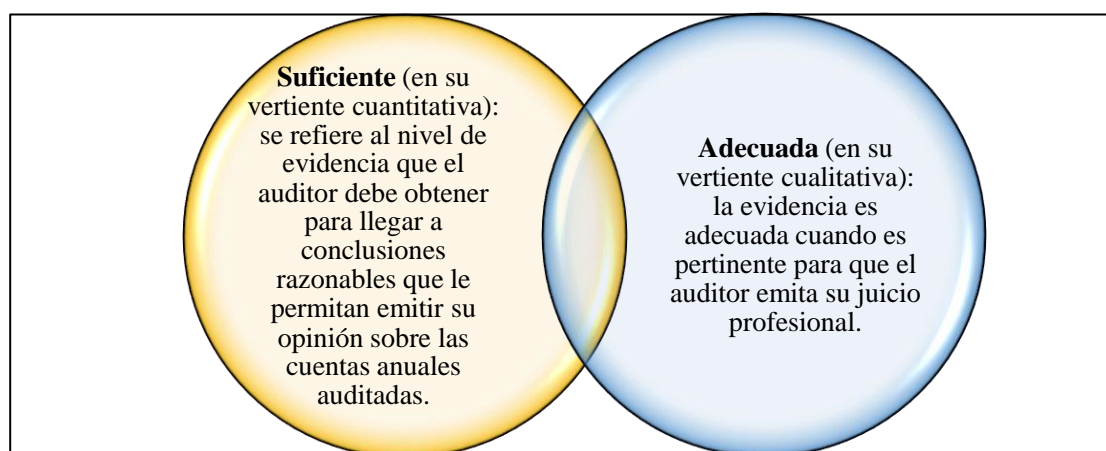 Suficiente (en su
vertiente cuantitativa):
se refiere al nivel de
evidencia que el
auditor debe obtener
para llegar a
conclusiones
razonables que le
permitan emitir su
opinión sobre las
cuentas anuales
auditadas.
Adecuada (en su
vertiente cualitativa):
la evidencia es
adecuada cuando es
pertinente para que el
auditor emita su juicio
profesional.